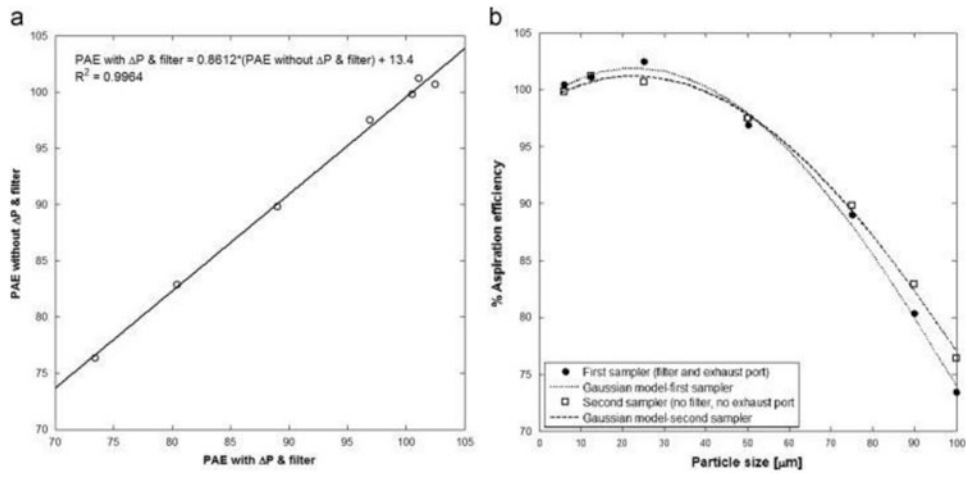 a
PAE with ΔP & filter = 0.8612*(PAE without ΔP & filter) + 13.4
R² = 0.9964
105
100
95
90
85
80
75
70
PAE without ΔP & filter
70 75 80 85 90 95 100 105
PAE with ΔP & filter
b
105
100
95
90
85
80
75
70
% Aspiration efficiency
First sampler (filter and exhaust port)
Gaussian model-first sampler
Second sampler (no filter, no exhaust port
Gaussian model-second sampler
0 10 20 30 40 50 60 70 80 90 100
Particle size [μm]